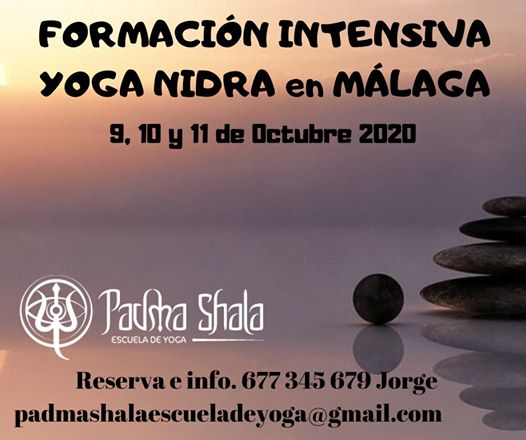 FORMACIÓN INTENSIVA
YOGA NIDRA en MÁLAGA
9, 10 y 11 de Octubre 2020
Padma Shala
ESCUELA DE YOGA
Reserva e info. 677 345 679 Jorge
padmashalaescueladeyoga@gmail.com